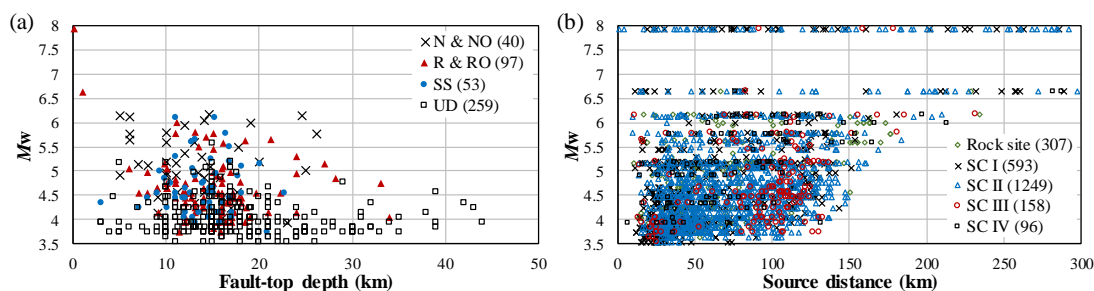 (a)
8
7.5
7
6.5
6
5.5
5
4.5
4
3.5
Mw
0 10 20 30 40 50
Fault-top depth (km)
N & NO (40)
R & RO (97)
SS (53)
UD (259)
(b)
8
7.5
7
6.5
6
5.5
5
4.5
4
3.5
Mw
0 50 100 150 200 250 300
Source distance (km)
Rock site (307)
SC I (593)
SC II (1249)
SC III (158)
SC IV (96)